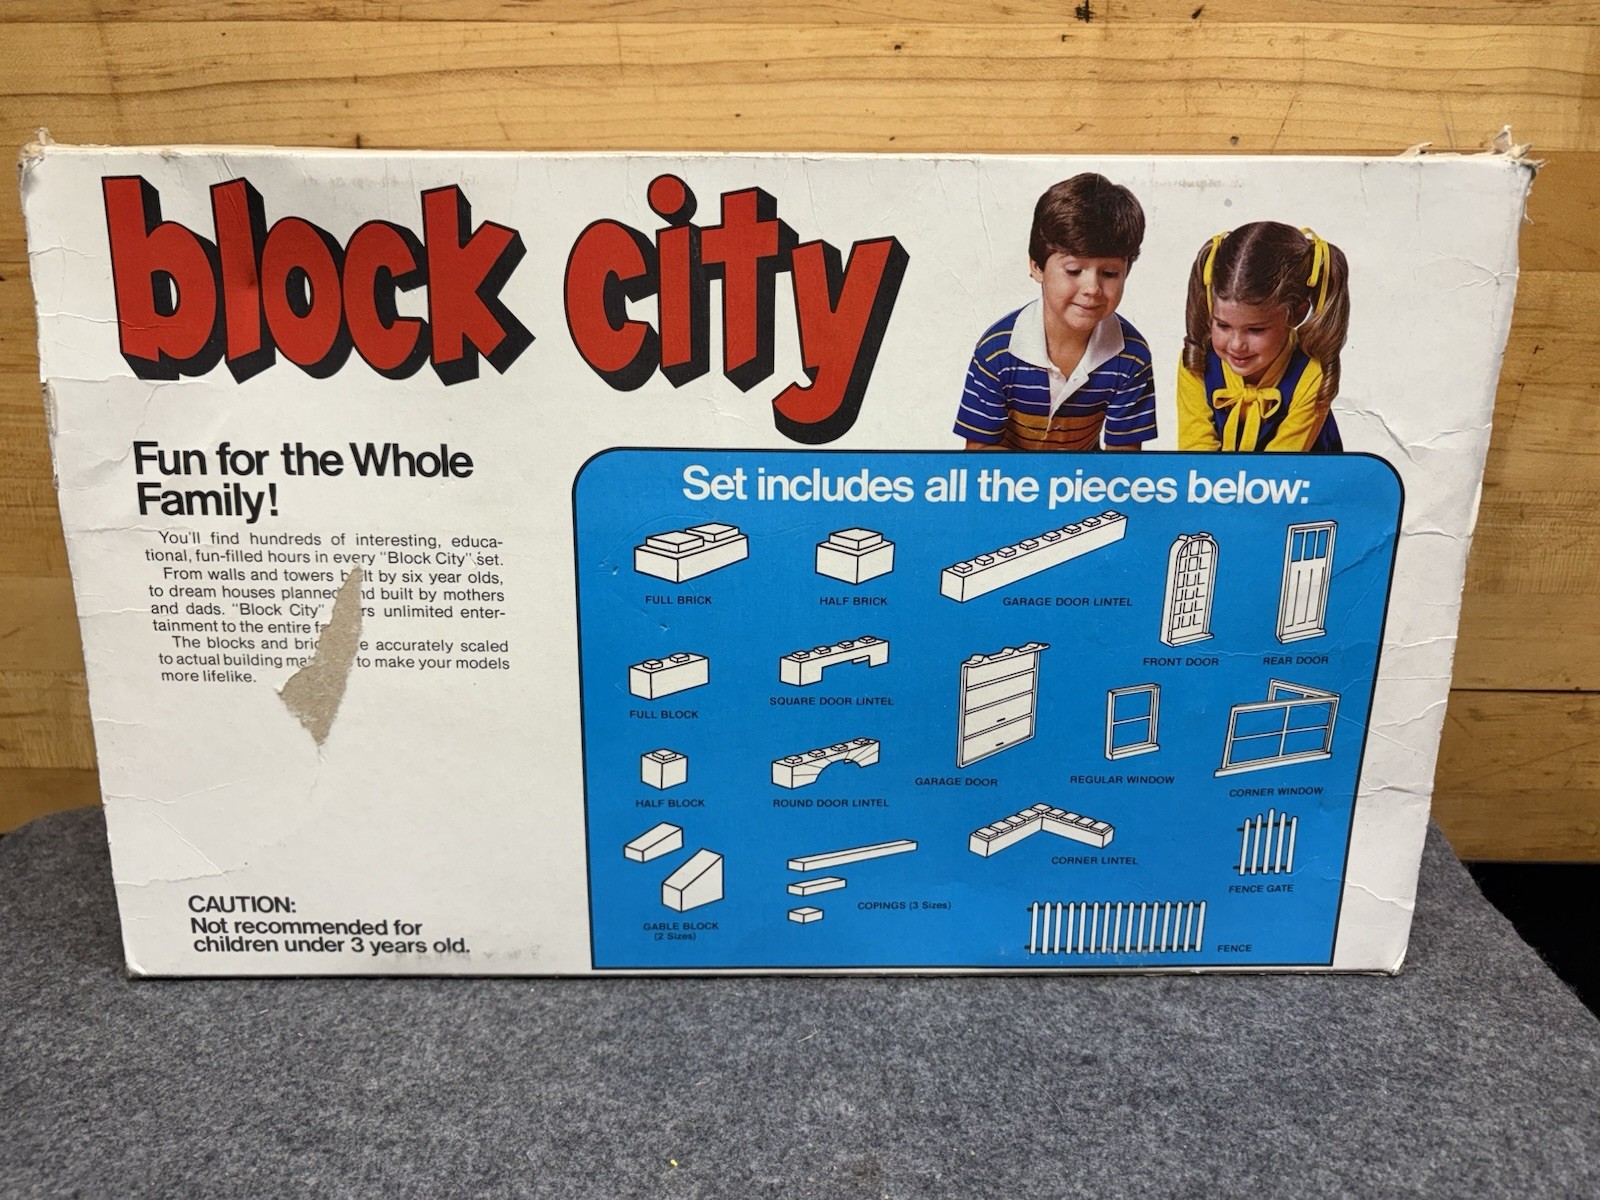 block city
Fun for the Whole
Family!
You'll find hundreds of interesting, educa-
tional, fun-filled hours in every "Block City" set.
From walls and towers by six year olds,
to dream houses planned built by mothers
and dads. "Block City" unlimited enter-
tainment to the entire
The blocks and accurately scaled
to actual building to make your models
more lifelike.
CAUTION:
Not recommended for
children under 3 years old.
Set includes all the pieces below:
FULL BRICK
HALF BRICK
GARAGE DOOR LINTEL
FRONT DOOR
REAR DOOR
FULL BLOCK
SQUARE DOOR LINTEL
GARAGE DOOR
REGULAR WINDOW
CORNER WINDOW
HALF BLOCK
ROUND DOOR LINTEL
CORNER LINTEL
FENCE GATE
GABLE BLOCK
(2 Sizes)
COPINGS (3 Sizes)
FENCE